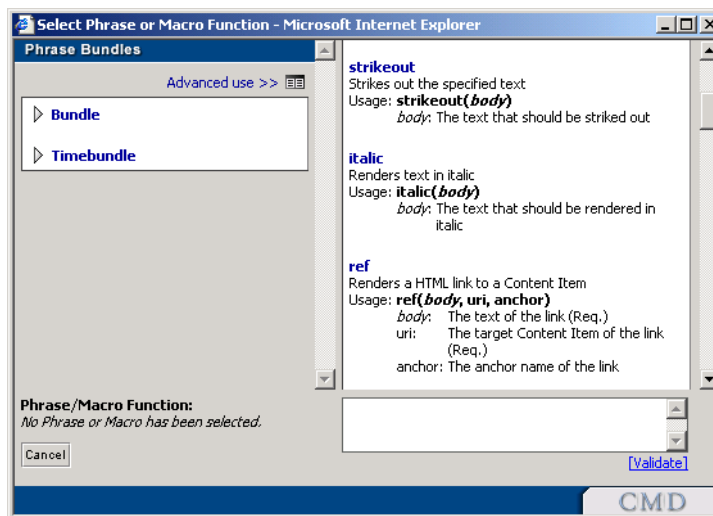 Select Phrase or Macro Function - Microsoft Internet Explorer
Phrase Bundles
Advanced use >>
Bundle
Timebundle
strikeout
Strikes out the specified text
Usage: strikeout(body)
body: The text that should be striked out
italic
Renders text in italic
Usage: italic(body)
body: The text that should be rendered in
italic
ref
Renders a HTML link to a Content Item
Usage: ref(body, uri, anchor)
body: The text of the link (Req.)
uri: The target Content Item of the link
(Req.)
anchor: The anchor name of the link
Phrase/Macro Function:
No Phrase or Macro has been selected.
Cancel
[Validate]
CMD